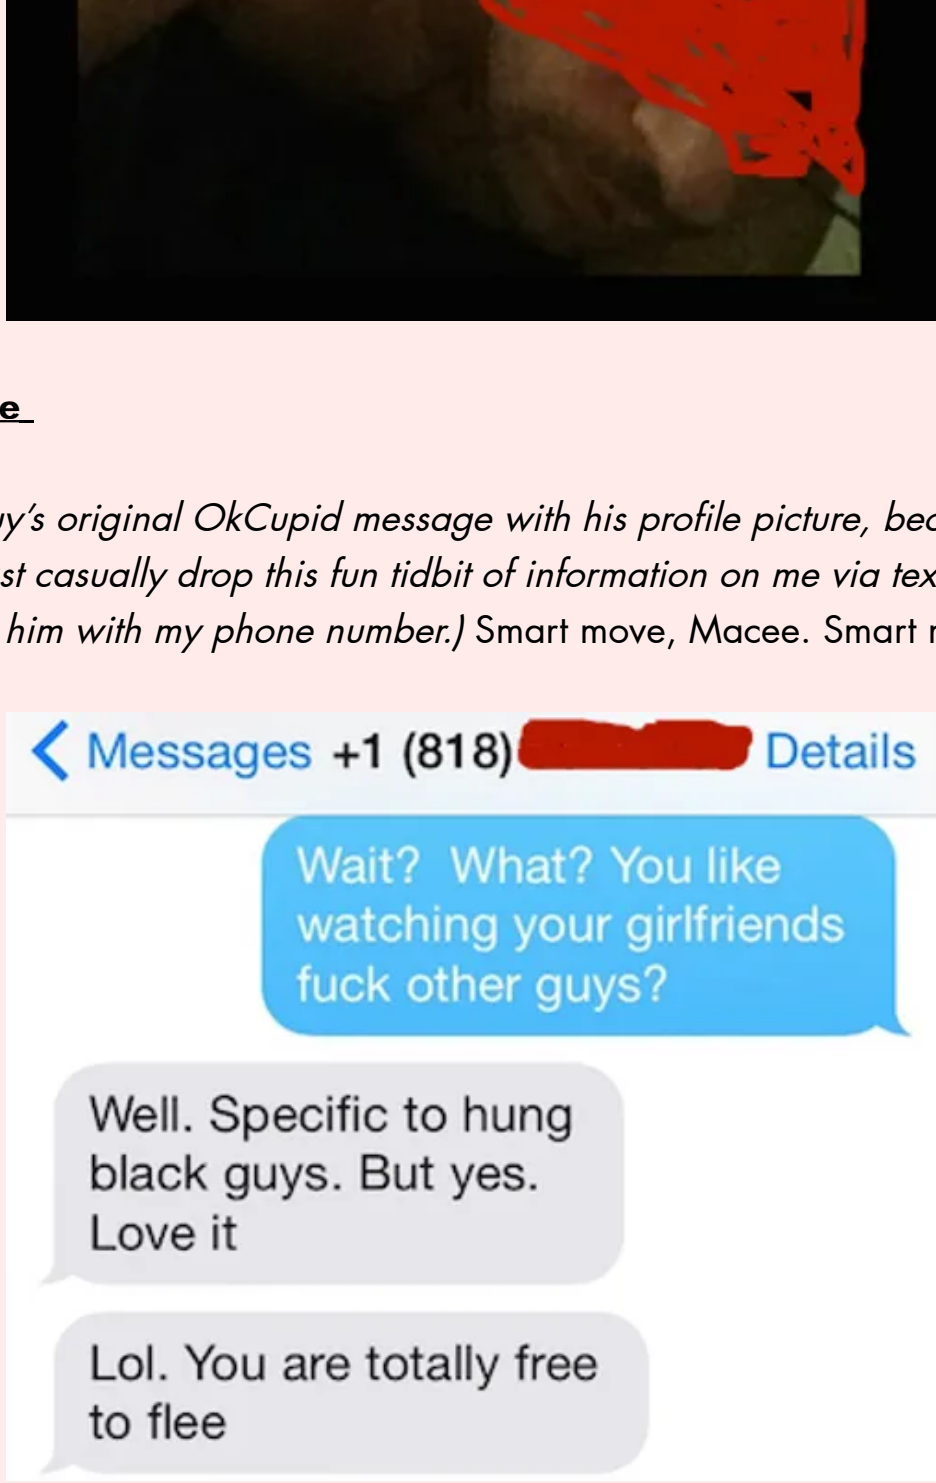 e
original OkCupid message with his profile picture,
casually drop this fun tidbit of information on me via
him with my phone number.) Smart move, Macee. Smart
Messages +1 (818) Details
Wait? What? You like
watching your girlfriends
fuck other guys?
Well. Specific to hung
black guys. But yes.
Love it
Lol. You are totally free
to flee